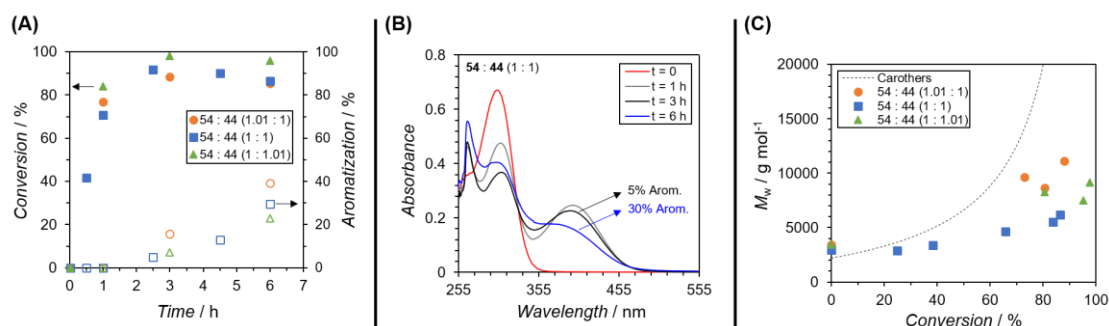 (A)
Conversion / %
100
80
60
40
20
0
54 : 44 (1.01 : 1)
54 : 44 (1 : 1)
54 : 44 (1 : 1.01)
100
90
80
70
60
50
40
30
20
10
0
Aromatization / %
0 1 2 3 4 5 6 7
Time / h
(B)
Absorbance
0.8
0.6
0.4
0.2
0
54 : 44 (1 : 1)
t = 0
t = 1 h
t = 3 h
t = 6 h
5% Arom.
30% Arom.
255 355 455 555
Wavelength / nm
(C)
Mw / g mol-1
20000
15000
10000
5000
0
Carothers
54 : 44 (1.01 : 1)
54 : 44 (1 : 1)
54 : 44 (1 : 1.01)
0 20 40 60 80 100
Conversion / %